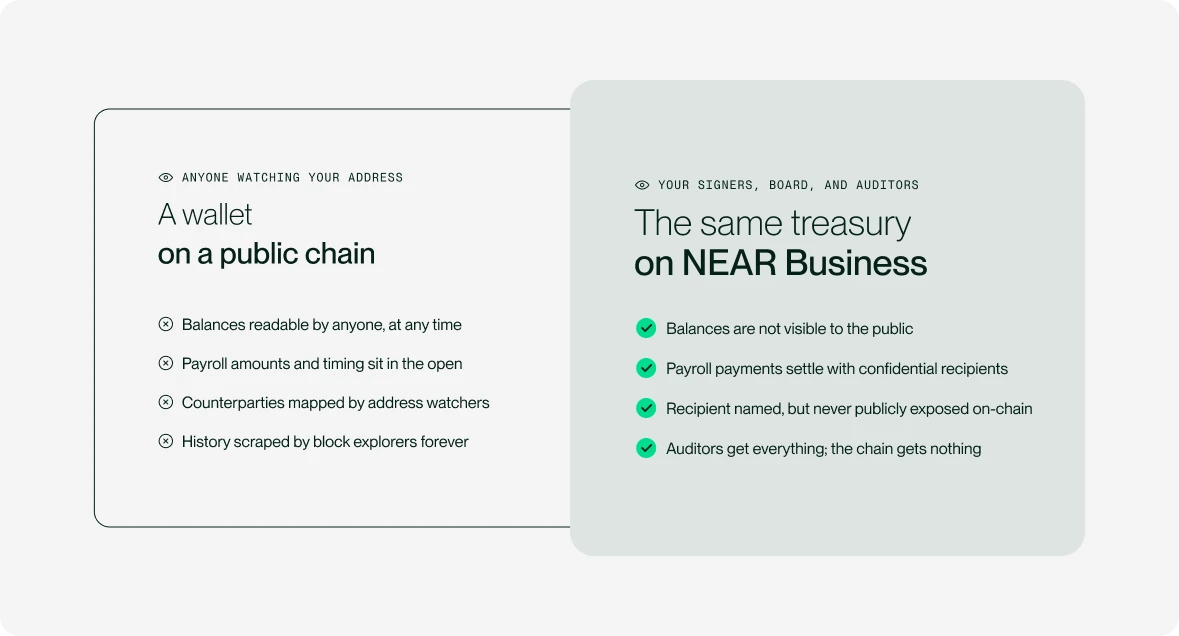 ANYONE WATCHING YOUR ADDRESS
A wallet
on a public chain
Balances readable by anyone, at any time
Payroll amounts and timing sit in the open
Counterparties mapped by address watchers
History scraped by block explorers forever
YOUR SIGNERS, BOARD, AND AUDITORS
The same treasury
on NEAR Business
Balances are not visible to the public
Payroll payments settle with confidential recipients
Recipient named, but never publicly exposed on-chain
Auditors get everything; the chain gets nothing